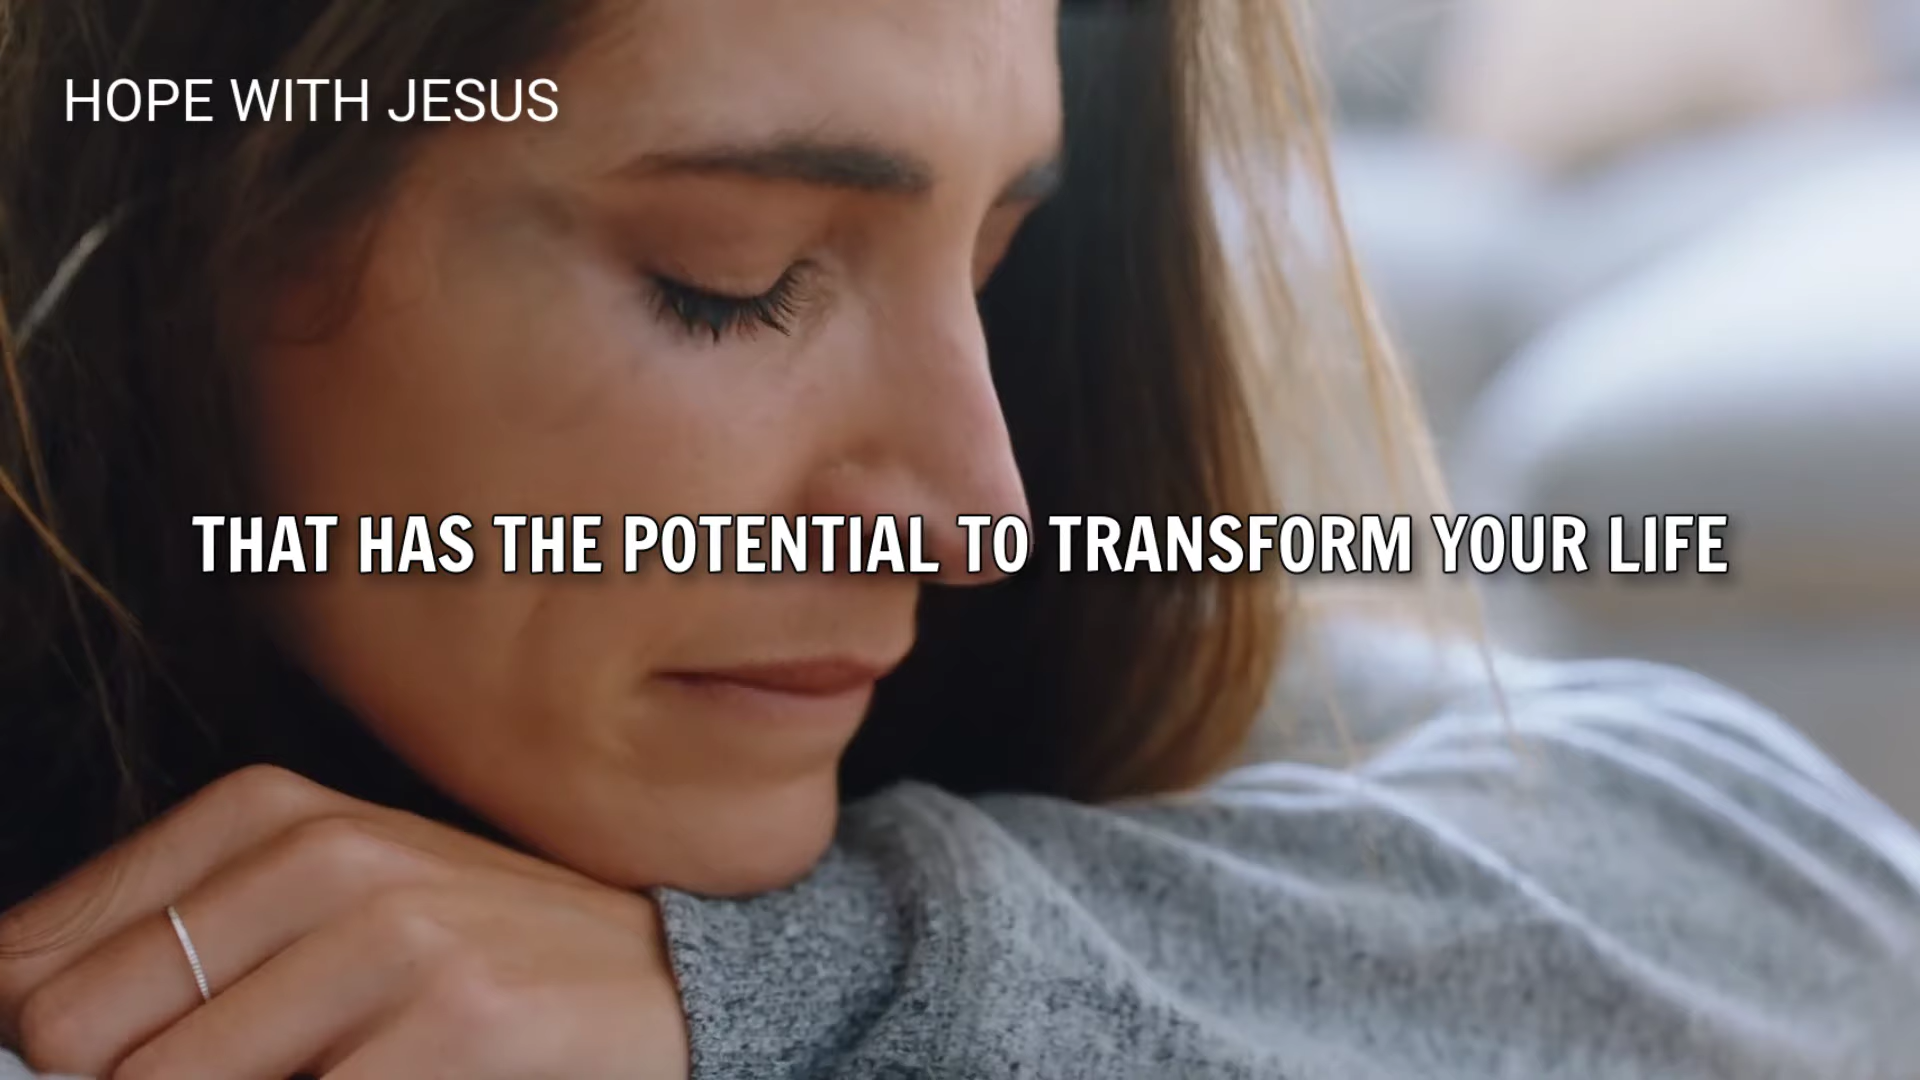 HOPE WITH JESUS
THAT HAS THE POTENTIAL TO TRANSFORM YOUR LIFE